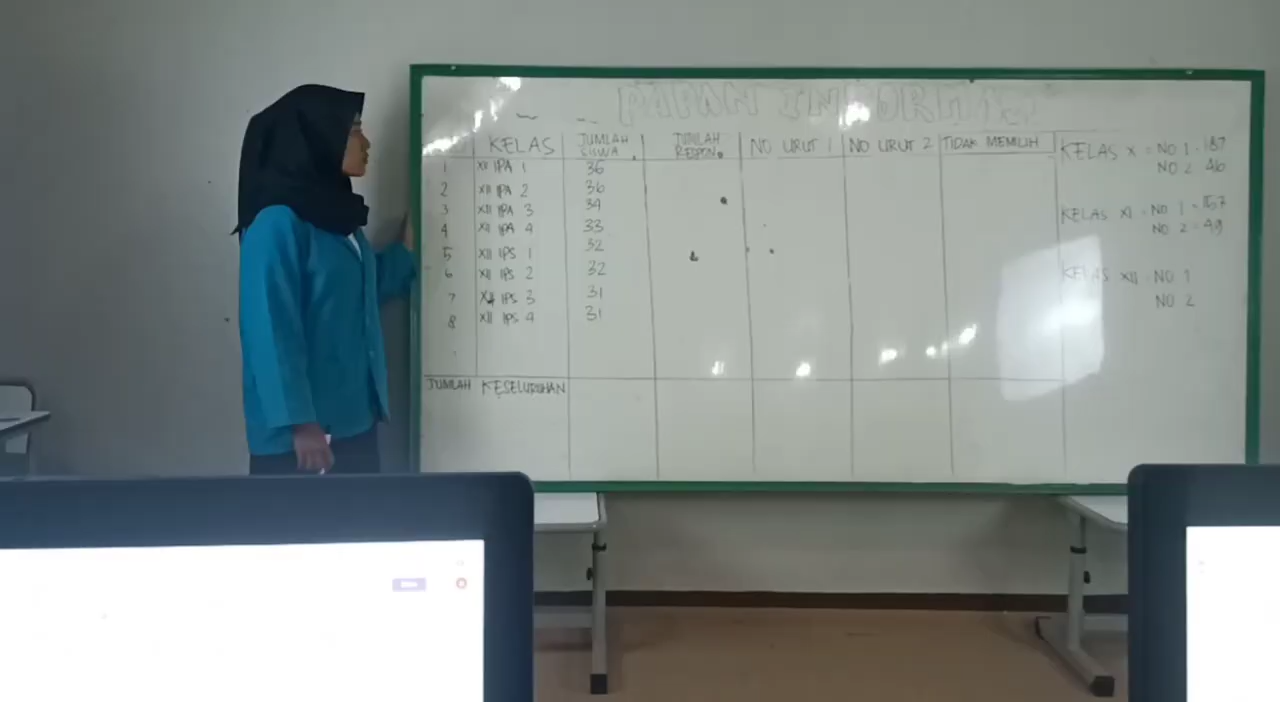 PAPAN INFORMASI
KELAS JUMLAH SISWA JUMLAH RESPON NO URUT 1 NO URUT 2 TIDAK MEMILIH
1 XII IPA 1 36
2 XII IPA 2 36
3 XII IPA 3 34
4 XII IPA 4 33
5 XII IPS 1 32
6 XII IPS 2 32
7 XII IPS 3 31
8 XII IPS 4 31
JUMLAH KESELURUHAN
KELAS X : NO 1 = 187
NO 2 = 46
KELAS XI : NO 1 = 157
NO 2 = 49
KELAS XII : NO 1
NO 2